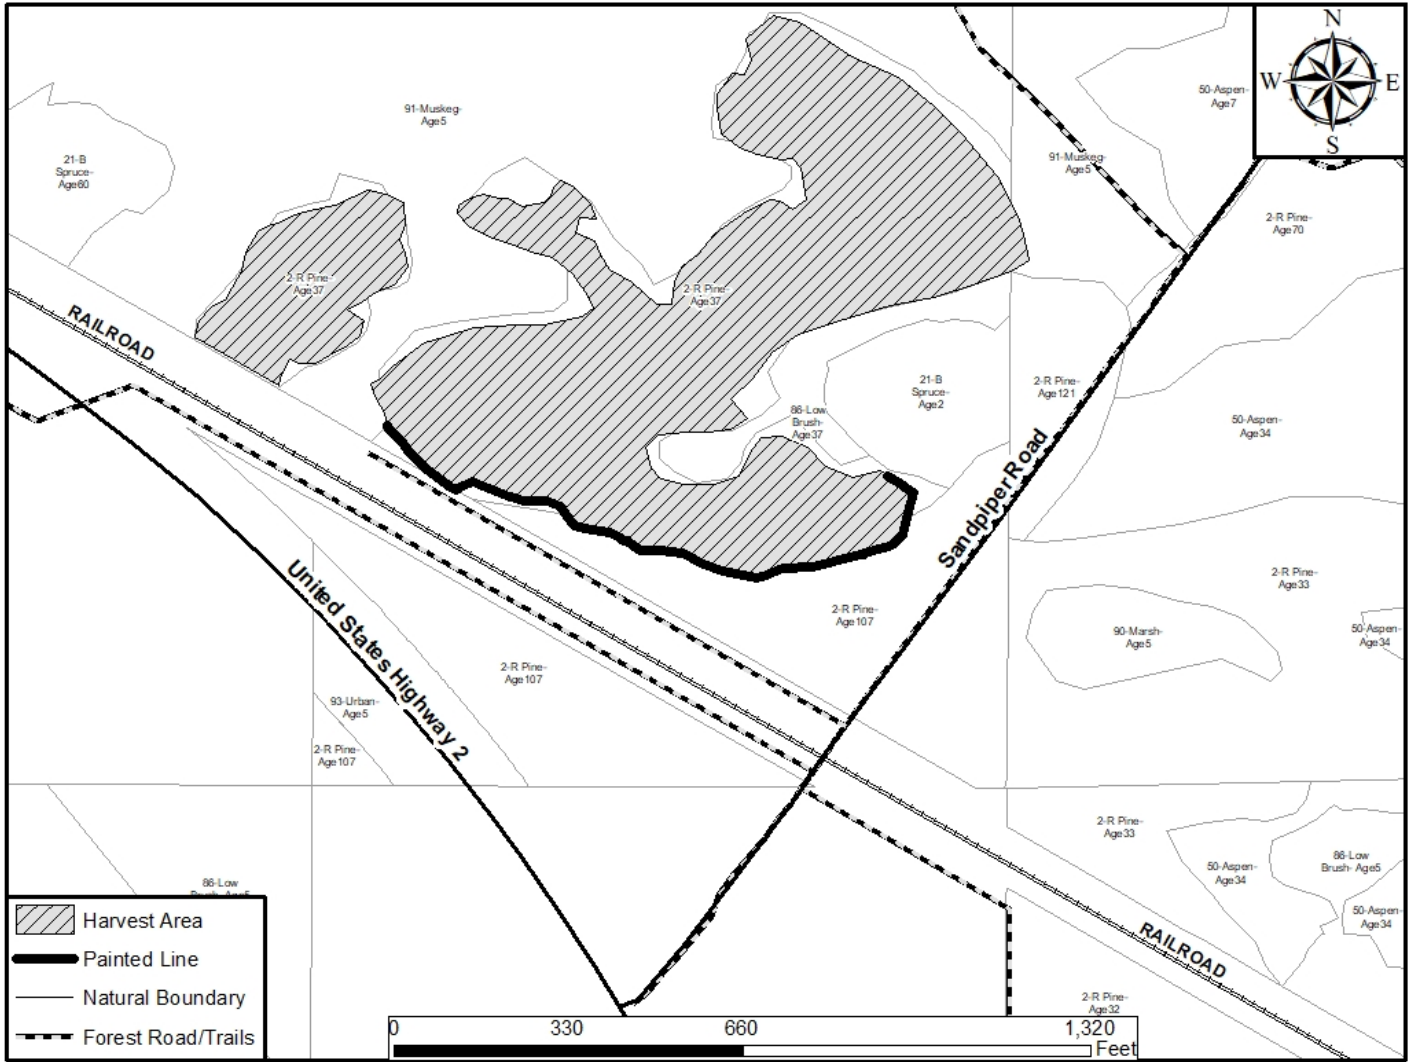 N
W E
S
50-Aspen-
Age7
91-Muskeg-
Age5
21-B
Spruce-
Age60
91-Muskeg-
Age5
2-R Pine-
Age70
2-R Pine-
Age37
2-R Pine-
Age37
RAILROAD
21-B
Spruce-
Age2
2-R Pine-
Age121
86-Low
Brush-
Age37
50-Aspen-
Age34
Sandpiper Road
2-R Pine-
Age33
United States Highway 2
2-R Pine-
Age107
90-Marsh-
Age5
50-Aspen-
Age34
2-R Pine-
Age107
93-Urban-
Age5
2-R Pine-
Age107
2-R Pine-
Age33
86-Low
Brush- Age5
50-Aspen-
Age34
86-Low
Brush- Age5
50-Aspen-
Age34
RAILROAD
2-R Pine-
Age32
Harvest Area
Painted Line
Natural Boundary
Forest Road/Trails
0 330 660 1,320
Feet